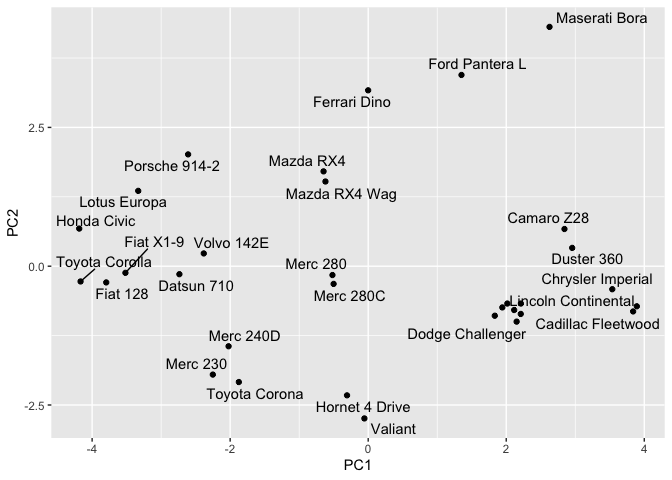 Maserati Bora
Ford Pantera L
Ferrari Dino
2.5
Porsche 914-2
Mazda RX4
Mazda RX4 Wag
Lotus Europa
Honda Civic
Camaro Z28
PC2
Fiat X1-9
Volvo 142E
Duster 360
Toyota Corolla
Merc 280
0.0
Chrysler Imperial
Datsun 710
Fiat 128
Merc 280C
Lincoln Continental
Cadillac Fleetwood
Dodge Challenger
Merc 240D
Merc 230
Toyota Corona
-2.5
Hornet 4 Drive
Valiant
-4 -2 0 2 4
PC1